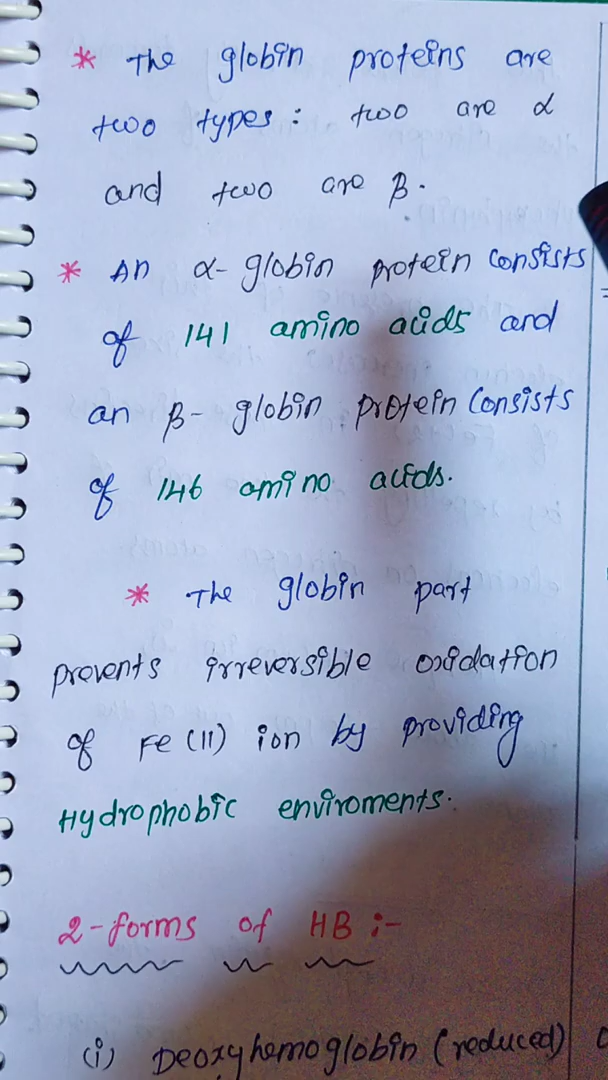 * The globin proteins are
two types: two are α
and two are β.
* An α- globin protein consists
of 141 amino acids and
an β- globin protein consists
of 146 amino acids.
* The globin part
prevents irreversible oxidation
of Fe (II) ion by providing
Hydrophobic enviroments.
2-forms of HB :-
(i) Deoxyhemoglobin (reduced)